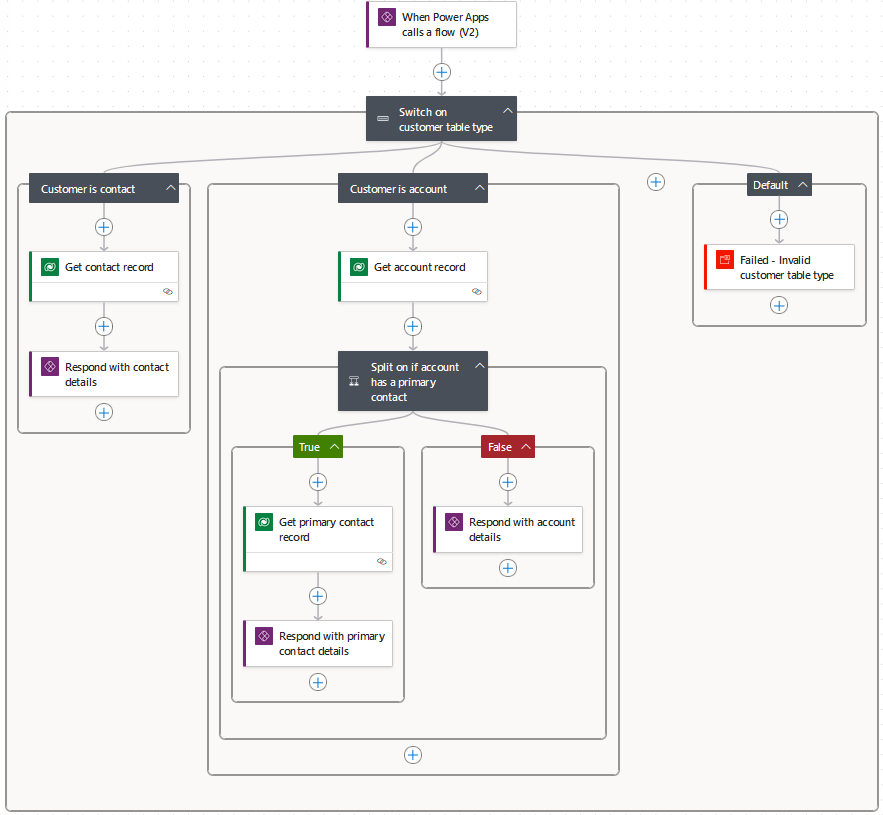 When Power Apps
calls a flow (V2)
Switch on
customer table type
Customer is contact
Customer is account
Default
Get contact record
Get account record
Failed - Invalid
customer table type
Respond with contact
details
Split on if account
has a primary
contact
True
False
Get primary contact
record
Respond with account
details
Respond with primary
contact details